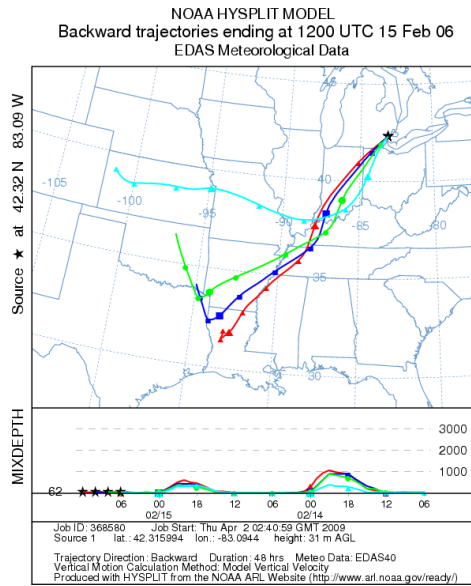 NOAA HYSPLIT MODEL
Backward trajectories ending at 1200 UTC 15 Feb 06
EDAS Meteorological Data
Source ★ at 42.32 N 83.09 W
-105
-100
-95
-90
-85
-80
40
35
30
MIXDEPTH
3000
2000
1000
62
06 00 18 12 06 00 18 12 06
02/15 02/14
Job ID: 368580 Job Start: Thu Apr 2 02:40:59 GMT 2009
Source 1 lat.: 42.315994 lon.: -83.0944 height: 31 m AGL
Trajectory Direction: Backward Duration: 48 hrs Meteo Data: EDAS40
Vertical Motion Calculation Method: Model Vertical Velocity
Produced with HYSPLIT from the NOAA ARL Website (http://www.arl.noaa.gov/ready/)